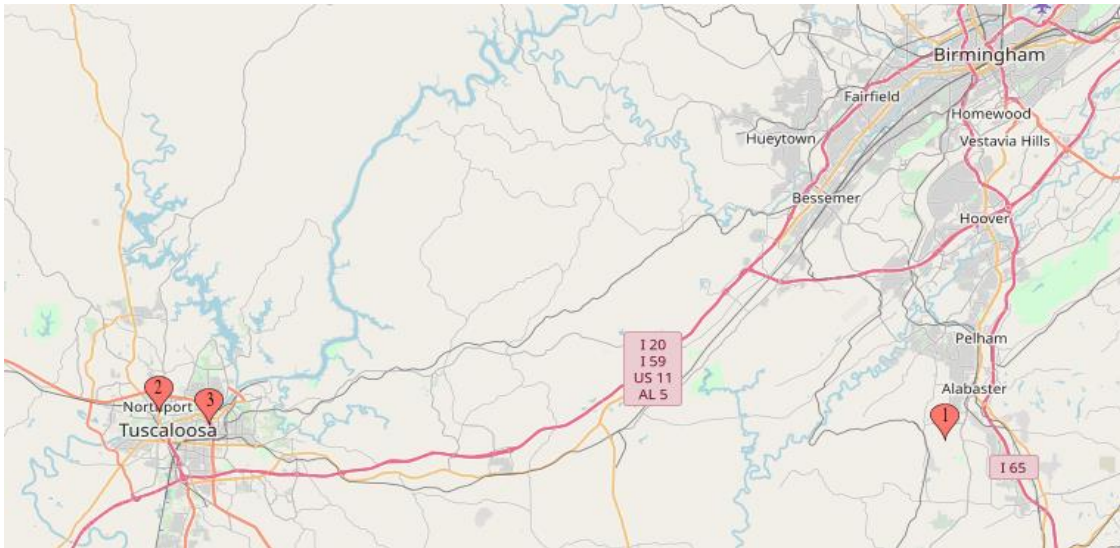 Birmingham
Fairfield
Homewood
Hueytown
Vestavia Hills
Bessemer
Hoover
I 20
I 59
US 11
AL 5
Pelham
Alabaster
2
3
Northport
1
Tuscaloosa
I 65